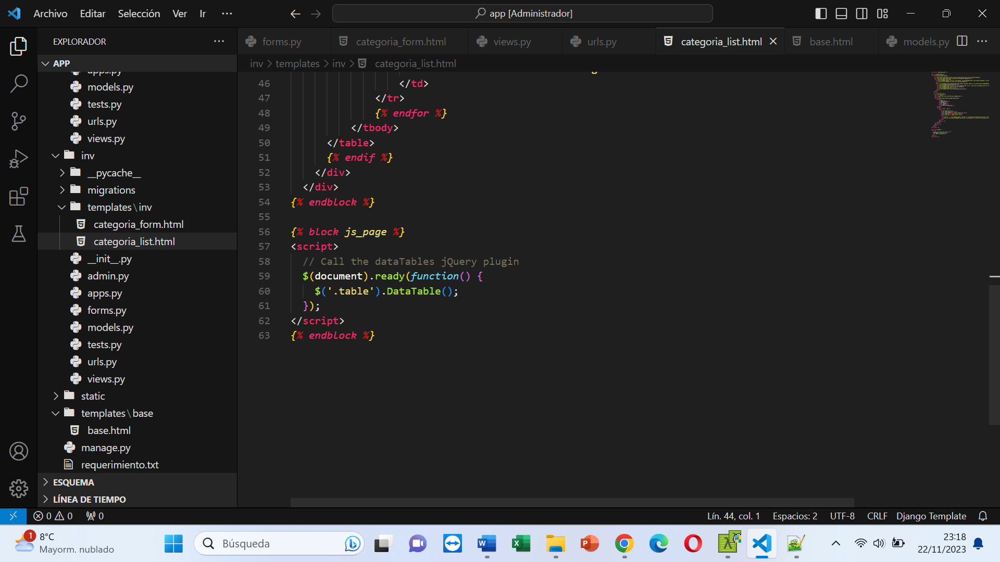 Archivo Editar Selección Ver Ir ···
app [Administrador]
EXPLORADOR
forms.py
categoria_form.html
views.py
urls.py
categoria_list.html
base.html
models.py
APP
inv > templates > inv > categoria_list.html
apps.py
models.py
tests.py
urls.py
views.py
inv
__pycache__
migrations
templates\inv
categoria_form.html
categoria_list.html
__init__.py
admin.py
apps.py
forms.py
models.py
tests.py
urls.py
views.py
static
templates\base
base.html
manage.py
requerimiento.txt
ESQUEMA
LÍNEA DE TIEMPO
46 </td>
47 </tr>
48 {% endfor %}
49 </tbody>
50 </table>
51 {% endif %}
52 </div>
53 </div>
54 {% endblock %}
55
56 {% block js_page %}
57 <script>
58 // Call the dataTables jQuery plugin
59 $(document).ready(function() {
60 $('.table').DataTable();
61 });
62 </script>
63 {% endblock %}
0 0 0
Lín. 44, col. 1 Espacios: 2 UTF-8 CRLF Django Template
1
8°C
Mayorm. nublado
Búsqueda
23:18
22/11/2023